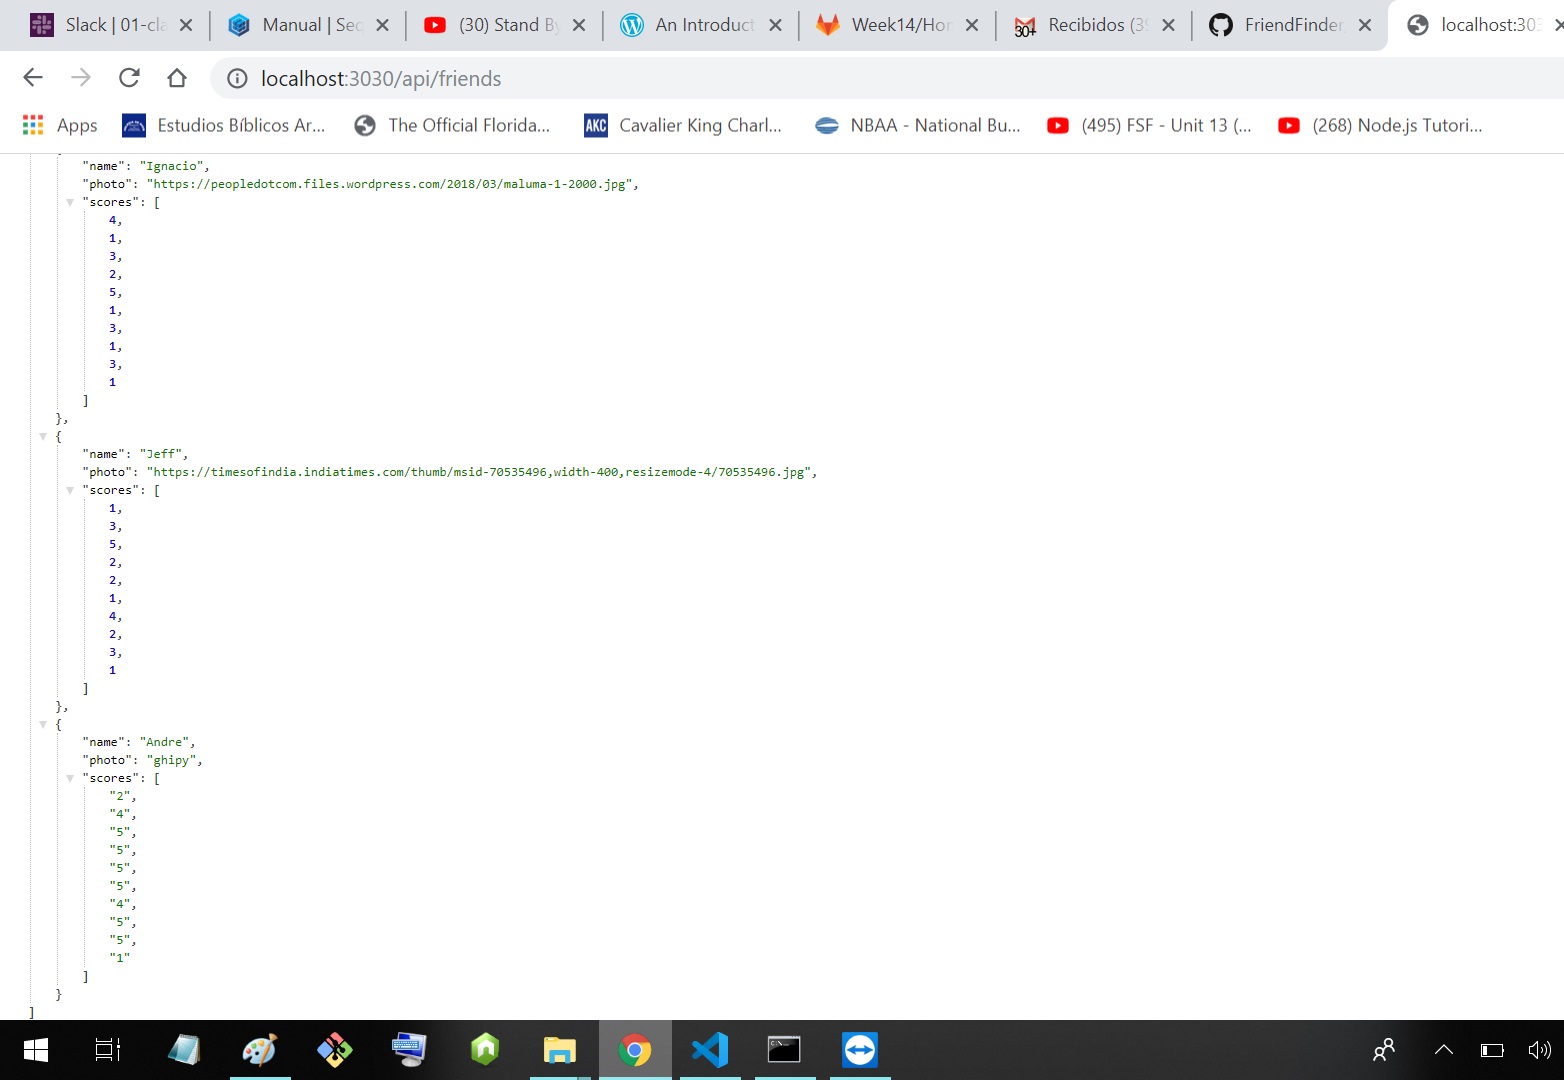 Slack | 01-cla
Manual | Seq
(30) Stand By
An Introduct
Week14/Hor
30+
Recibidos (39
FriendFinder
localhost:303
localhost:3030/api/friends
Apps
Estudios Bíblicos Ar...
The Official Florida...
AKC
Cavalier King Charl...
NBAA - National Bu...
(495) FSF - Unit 13 (...
(268) Node.js Tutori...
"name": "Ignacio",
"photo": "https://peopledotcom.files.wordpress.com/2018/03/maluma-1-2000.jpg",
"scores": [
4,
1,
3,
2,
5,
1,
3,
1,
3,
1
]
},
{
"name": "Jeff",
"photo": "https://timesofindia.indiatimes.com/thumb/msid-70535496,width-400,resizemode-4/70535496.jpg",
"scores": [
1,
3,
5,
2,
2,
1,
4,
2,
3,
1
]
},
{
"name": "Andre",
"photo": "ghipy",
"scores": [
"2",
"4",
"5",
"5",
"5",
"5",
"4",
"5",
"5",
"1"
]
}
]